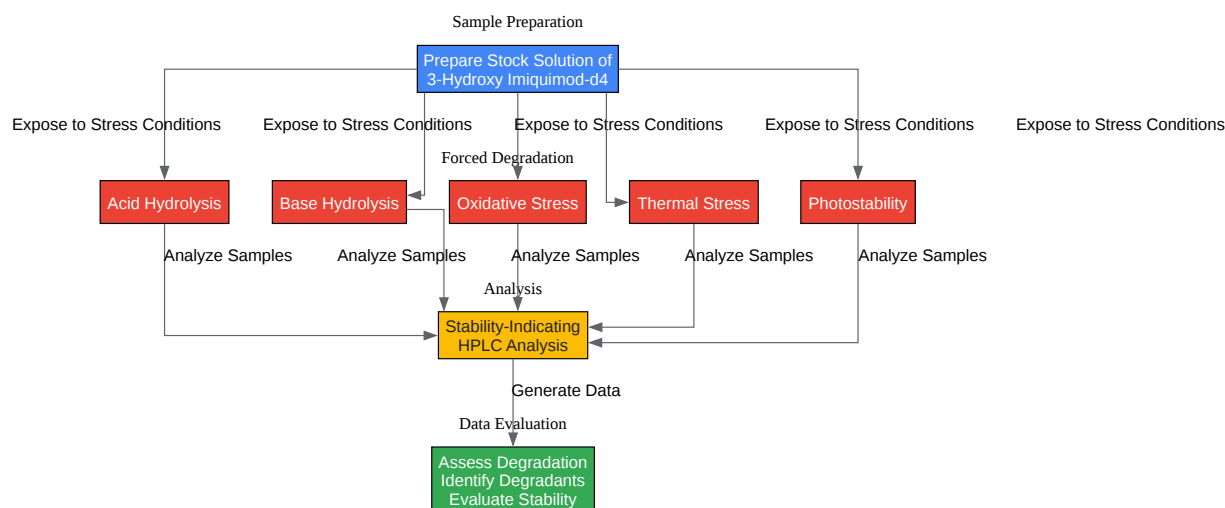 Sample Preparation
Prepare Stock Solution of
3-Hydroxy Imiquimod-d4
Expose to Stress Conditions
Expose to Stress Conditions
Expose to Stress Conditions
Expose to Stress Conditions
Expose to Stress Conditions
Forced Degradation
Acid Hydrolysis
Base Hydrolysis
Oxidative Stress
Thermal Stress
Photostability
Analyze Samples
Analyze Samples
Analyze Samples
Analyze Samples
Analyze Samples
Analysis
Stability-Indicating
HPLC Analysis
Generate Data
Data Evaluation
Assess Degradation
Identify Degradants
Evaluate Stability